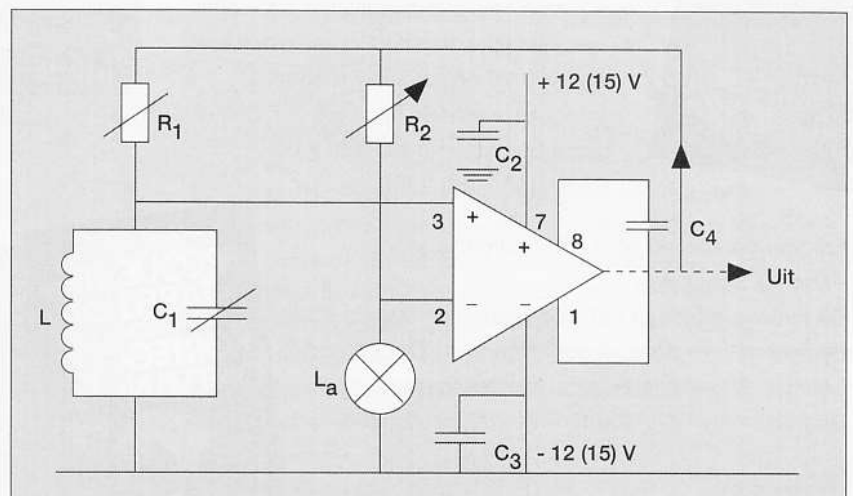 + 12 (15) V
R1
R2
C2
3
+
7
+
8
C4
Uit
L
C1
2
−
−
1
La
C3
- 12 (15) V